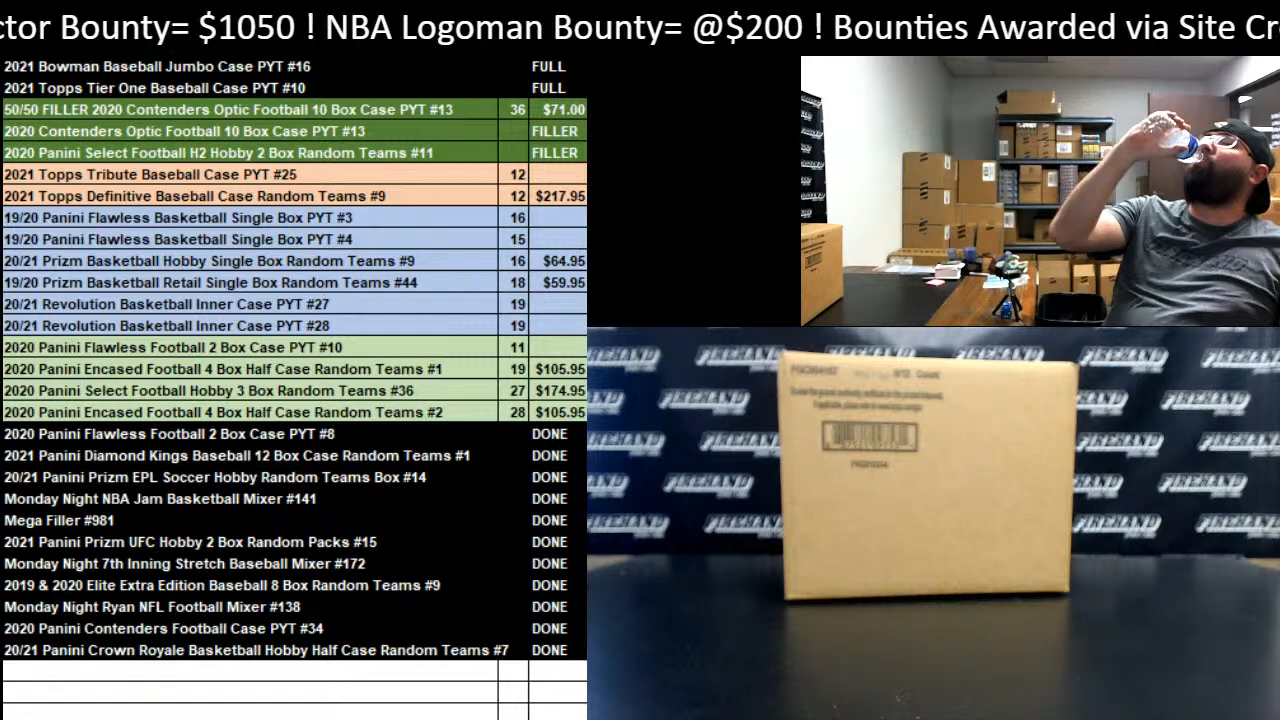 ctor Bounty= $1050 ! NBA Logoman Bounty= @$200 ! Bounties Awarded via Site Cr
2021 Bowman Baseball Jumbo Case PYT #16 FULL
2021 Topps Tier One Baseball Case PYT #10 FULL
50/50 FILLER 2020 Contenders Optic Football 10 Box Case PYT #13 36 $71.00
2020 Contenders Optic Football 10 Box Case PYT #13 FILLER
2020 Panini Select Football H2 Hobby 2 Box Random Teams #11 FILLER
2021 Topps Tribute Baseball Case PYT #25 12
2021 Topps Definitive Baseball Case Random Teams #9 12 $217.95
19/20 Panini Flawless Basketball Single Box PYT #3 16
19/20 Panini Flawless Basketball Single Box PYT #4 15
20/21 Prizm Basketball Hobby Single Box Random Teams #9 16 $64.95
19/20 Prizm Basketball Retail Single Box Random Teams #44 18 $59.95
20/21 Revolution Basketball Inner Case PYT #27 19
20/21 Revolution Basketball Inner Case PYT #28 19
2020 Panini Flawless Football 2 Box Case PYT #10 11
2020 Panini Encased Football 4 Box Half Case Random Teams #1 19 $105.95
2020 Panini Select Football Hobby 3 Box Random Teams #36 27 $174.95
2020 Panini Encased Football 4 Box Half Case Random Teams #2 28 $105.95
2020 Panini Flawless Football 2 Box Case PYT #8 DONE
2021 Panini Diamond Kings Baseball 12 Box Case Random Teams #1 DONE
20/21 Panini Prizm EPL Soccer Hobby Random Teams Box #14 DONE
Monday Night NBA Jam Basketball Mixer #141 DONE
Mega Filler #981 DONE
2021 Panini Prizm UFC Hobby 2 Box Random Packs #15 DONE
Monday Night 7th Inning Stretch Baseball Mixer #172 DONE
2019 & 2020 Elite Extra Edition Baseball 8 Box Random Teams #9 DONE
Monday Night Ryan NFL Football Mixer #138 DONE
2020 Panini Contenders Football Case PYT #34 DONE
20/21 Panini Crown Royale Basketball Hobby Half Case Random Teams #7 DONE
FIREHAND